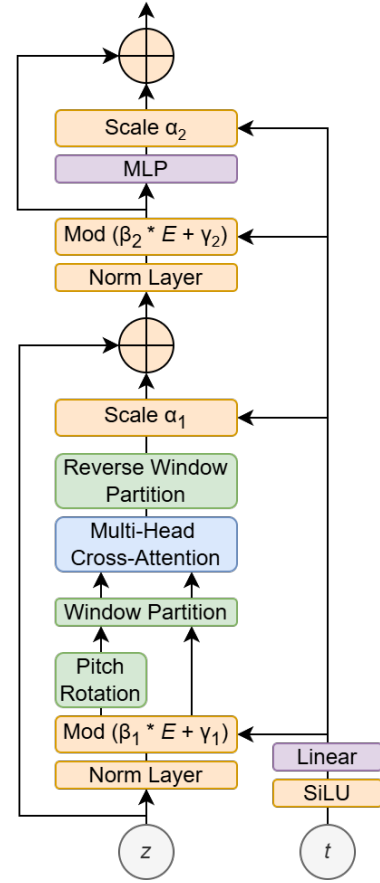 Scale α₂
MLP
Mod (β₂ * E + γ₂)
Norm Layer
Scale α₁
Reverse Window
Partition
Multi-Head
Cross-Attention
Window Partition
Pitch
Rotation
Mod (β₁ * E + γ₁)
Linear
Norm Layer
SiLU
z
t